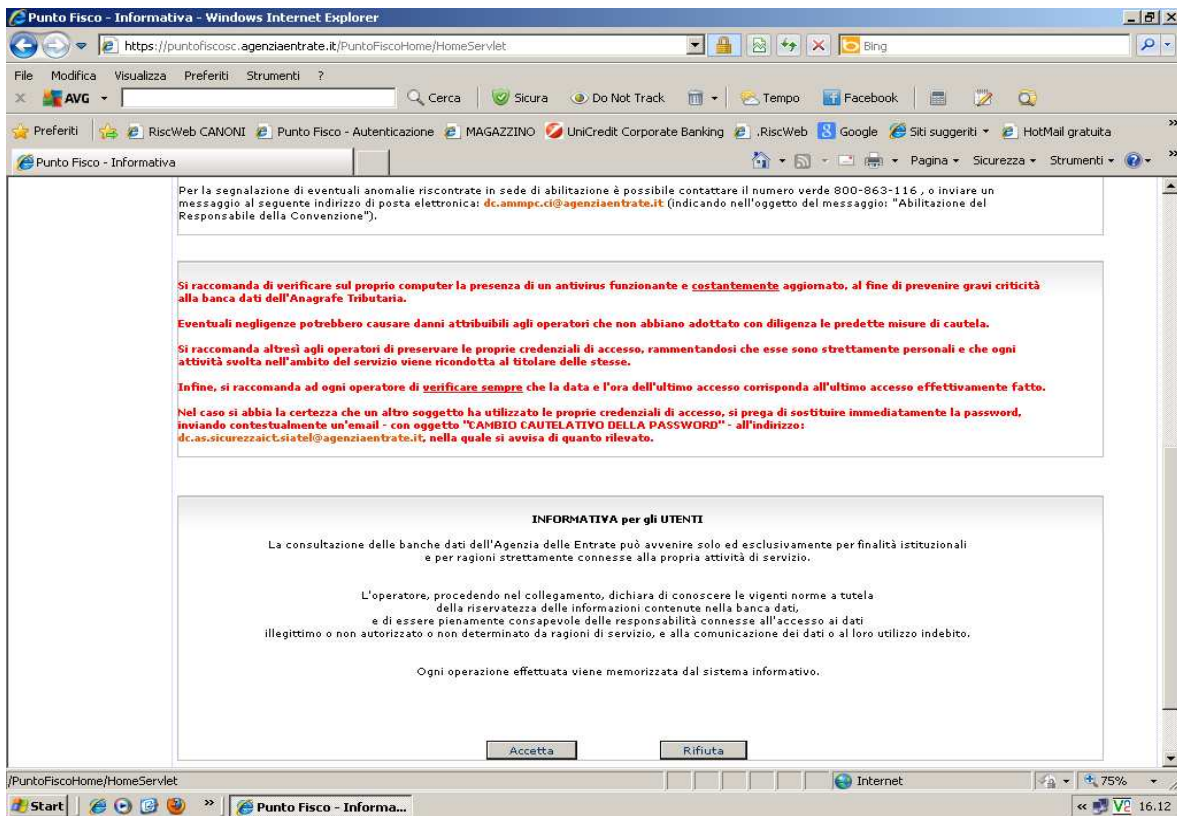 Punto Fisco - Informativa - Windows Internet Explorer
https://puntofiscosc.agenziaentrate.it/PuntoFiscoHome/HomeServlet
Bing
File Modifica Visualizza Preferiti Strumenti ?
AVG Cerca Sicura Do Not Track Tempo Facebook
Preferiti RiscWeb CANONI Punto Fisco - Autenticazione MAGAZZINO UniCredit Corporate Banking .RiscWeb Google Siti suggeriti HotMail gratuita
Punto Fisco - Informativa Pagina Sicurezza Strumenti
Per la segnalazione di eventuali anomalie riscontrate in sede di abilitazione è possibile contattare il numero verde 800-863-116 , o inviare un
messaggio al seguente indirizzo di posta elettronica: dc.ammpc.ci@agenziaentrate.it (indicando nell'oggetto del messaggio: "Abilitazione del
Responsabile della Convenzione").
Si raccomanda di verificare sul proprio computer la presenza di un antivirus funzionante e costantemente aggiornato, al fine di prevenire gravi criticità
alla banca dati dell'Anagrafe Tributaria.
Eventuali negligenze potrebbero causare danni attribuibili agli operatori che non abbiano adottato con diligenza le predette misure di cautela.
Si raccomanda altresì agli operatori di preservare le proprie credenziali di accesso, rammentandosi che esse sono strettamente personali e che ogni
attività svolta nell'ambito del servizio viene ricondotta al titolare delle stesse.
Infine, si raccomanda ad ogni operatore di verificare sempre che la data e l'ora dell'ultimo accesso corrisponda all'ultimo accesso effettivamente fatto.
Nel caso si abbia la certezza che un altro soggetto ha utilizzato le proprie credenziali di accesso, si prega di sostituire immediatamente la password,
inviando contestualmente un'email - con oggetto "CAMBIO CAUTELATIVO DELLA PASSWORD" - all'indirizzo:
dc.as.sicurezzaict.siatel@agenziaentrate.it, nella quale si avvisa di quanto rilevato.
INFORMATIVA per gli UTENTI
La consultazione delle banche dati dell'Agenzia delle Entrate può avvenire solo ed esclusivamente per finalità istituzionali
e per ragioni strettamente connesse alla propria attività di servizio.
L'operatore, procedendo nel collegamento, dichiara di conoscere le vigenti norme a tutela
della riservatezza delle informazioni contenute nella banca dati,
e di essere pienamente consapevole delle responsabilità connesse all'accesso ai dati
illegittimo o non autorizzato o non determinato da ragioni di servizio, e alla comunicazione dei dati o al loro utilizzo indebito.
Ogni operazione effettuata viene memorizzata dal sistema informativo.
Accetta Rifiuta
/PuntoFiscoHome/HomeServlet Internet 75%
Start Punto Fisco - Informa... 16.12